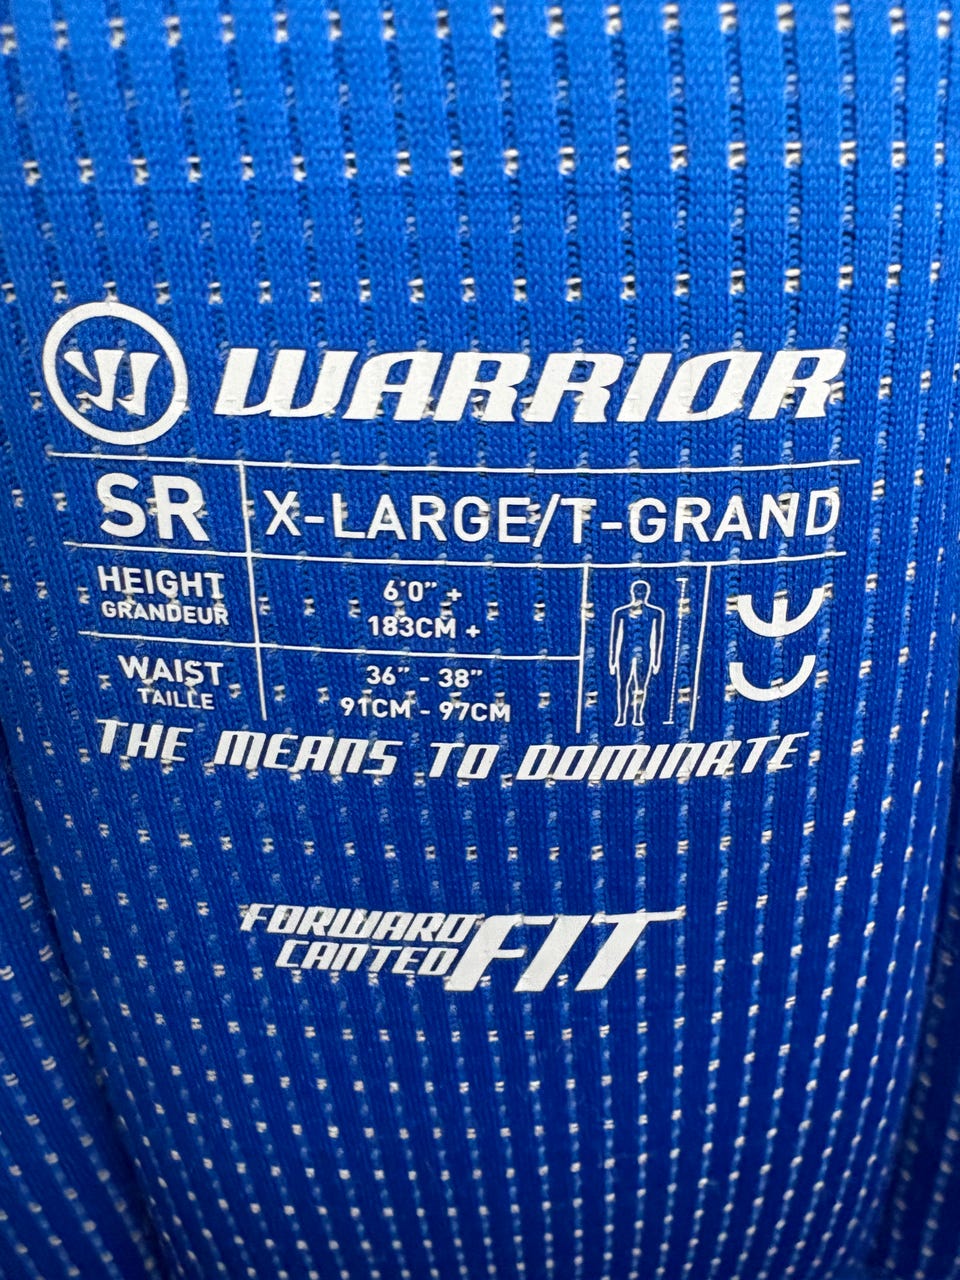 WARRIOR
SR
X-LARGE/T-GRAND
HEIGHT
GRANDEUR
6'0” +
183CM +
WAIST
TAILLE
36” - 38”
91CM - 97CM
CE
THE MEANS TO DOMINATE
FORWARD
CANTED
FIT